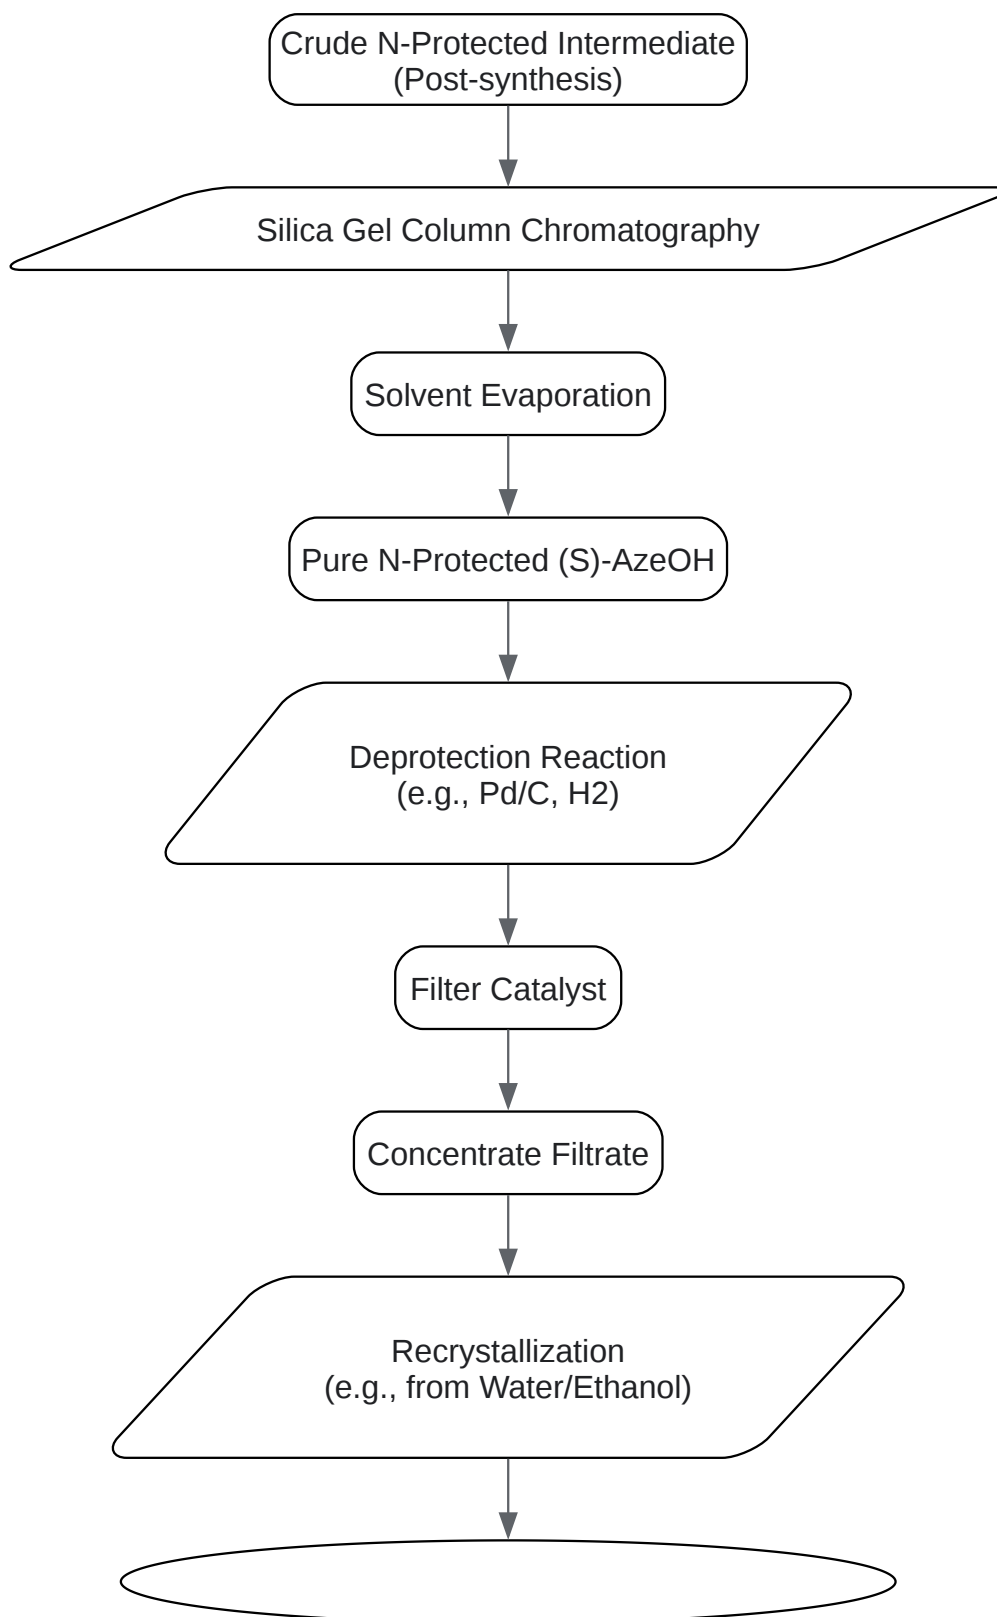 Crude N-Protected Intermediate
(Post-synthesis)
Silica Gel Column Chromatography
Solvent Evaporation
Pure N-Protected (S)-AzeOH
Deprotection Reaction
(e.g., Pd/C, H2)
Filter Catalyst
Concentrate Filtrate
Recrystallization
(e.g., from Water/Ethanol)